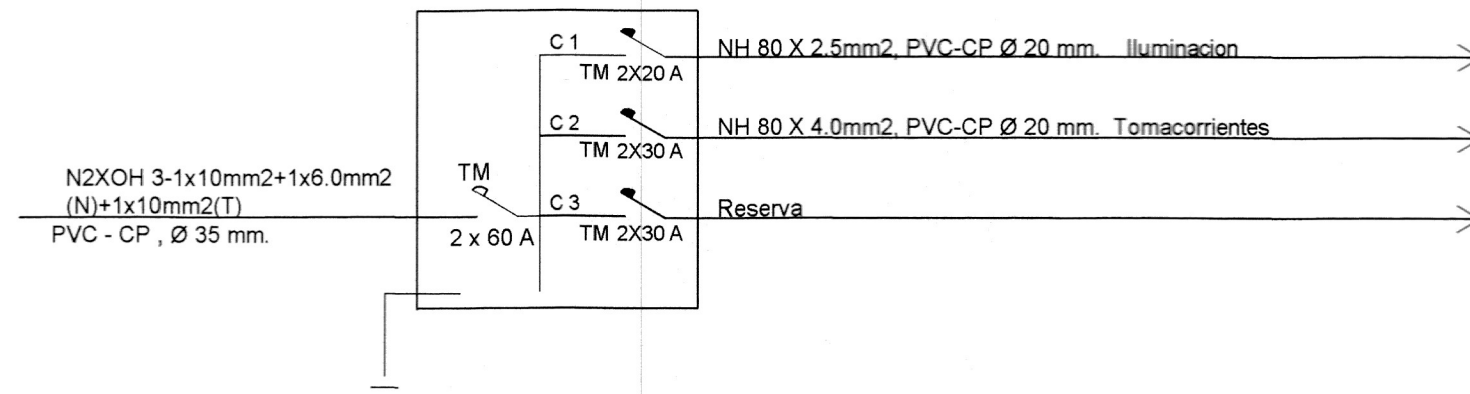 C 1
NH 80 X 2.5mm2, PVC-CP Ø 20 mm. Iluminacion
TM 2X20 A
C 2
NH 80 X 4.0mm2, PVC-CP Ø 20 mm. Tomacorrientes
TM 2X30 A
N2XOH 3-1x10mm2+1x6.0mm2
(N)+1x10mm2(T)
PVC - CP , Ø 35 mm.
TM
2 x 60 A
C 3
Reserva
TM 2X30 A